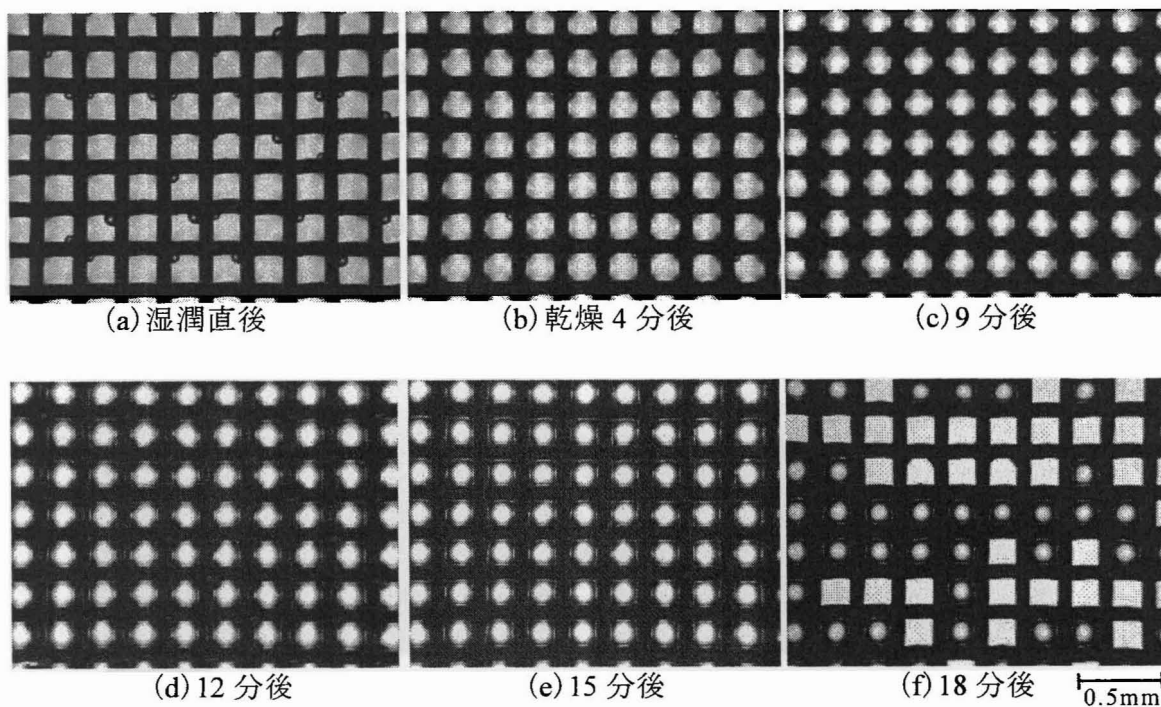 (a)湿潤直後
(b)乾燥 4 分後
(c)9 分後
(d)12 分後
(e)15 分後
(f)18 分後
0.5mm